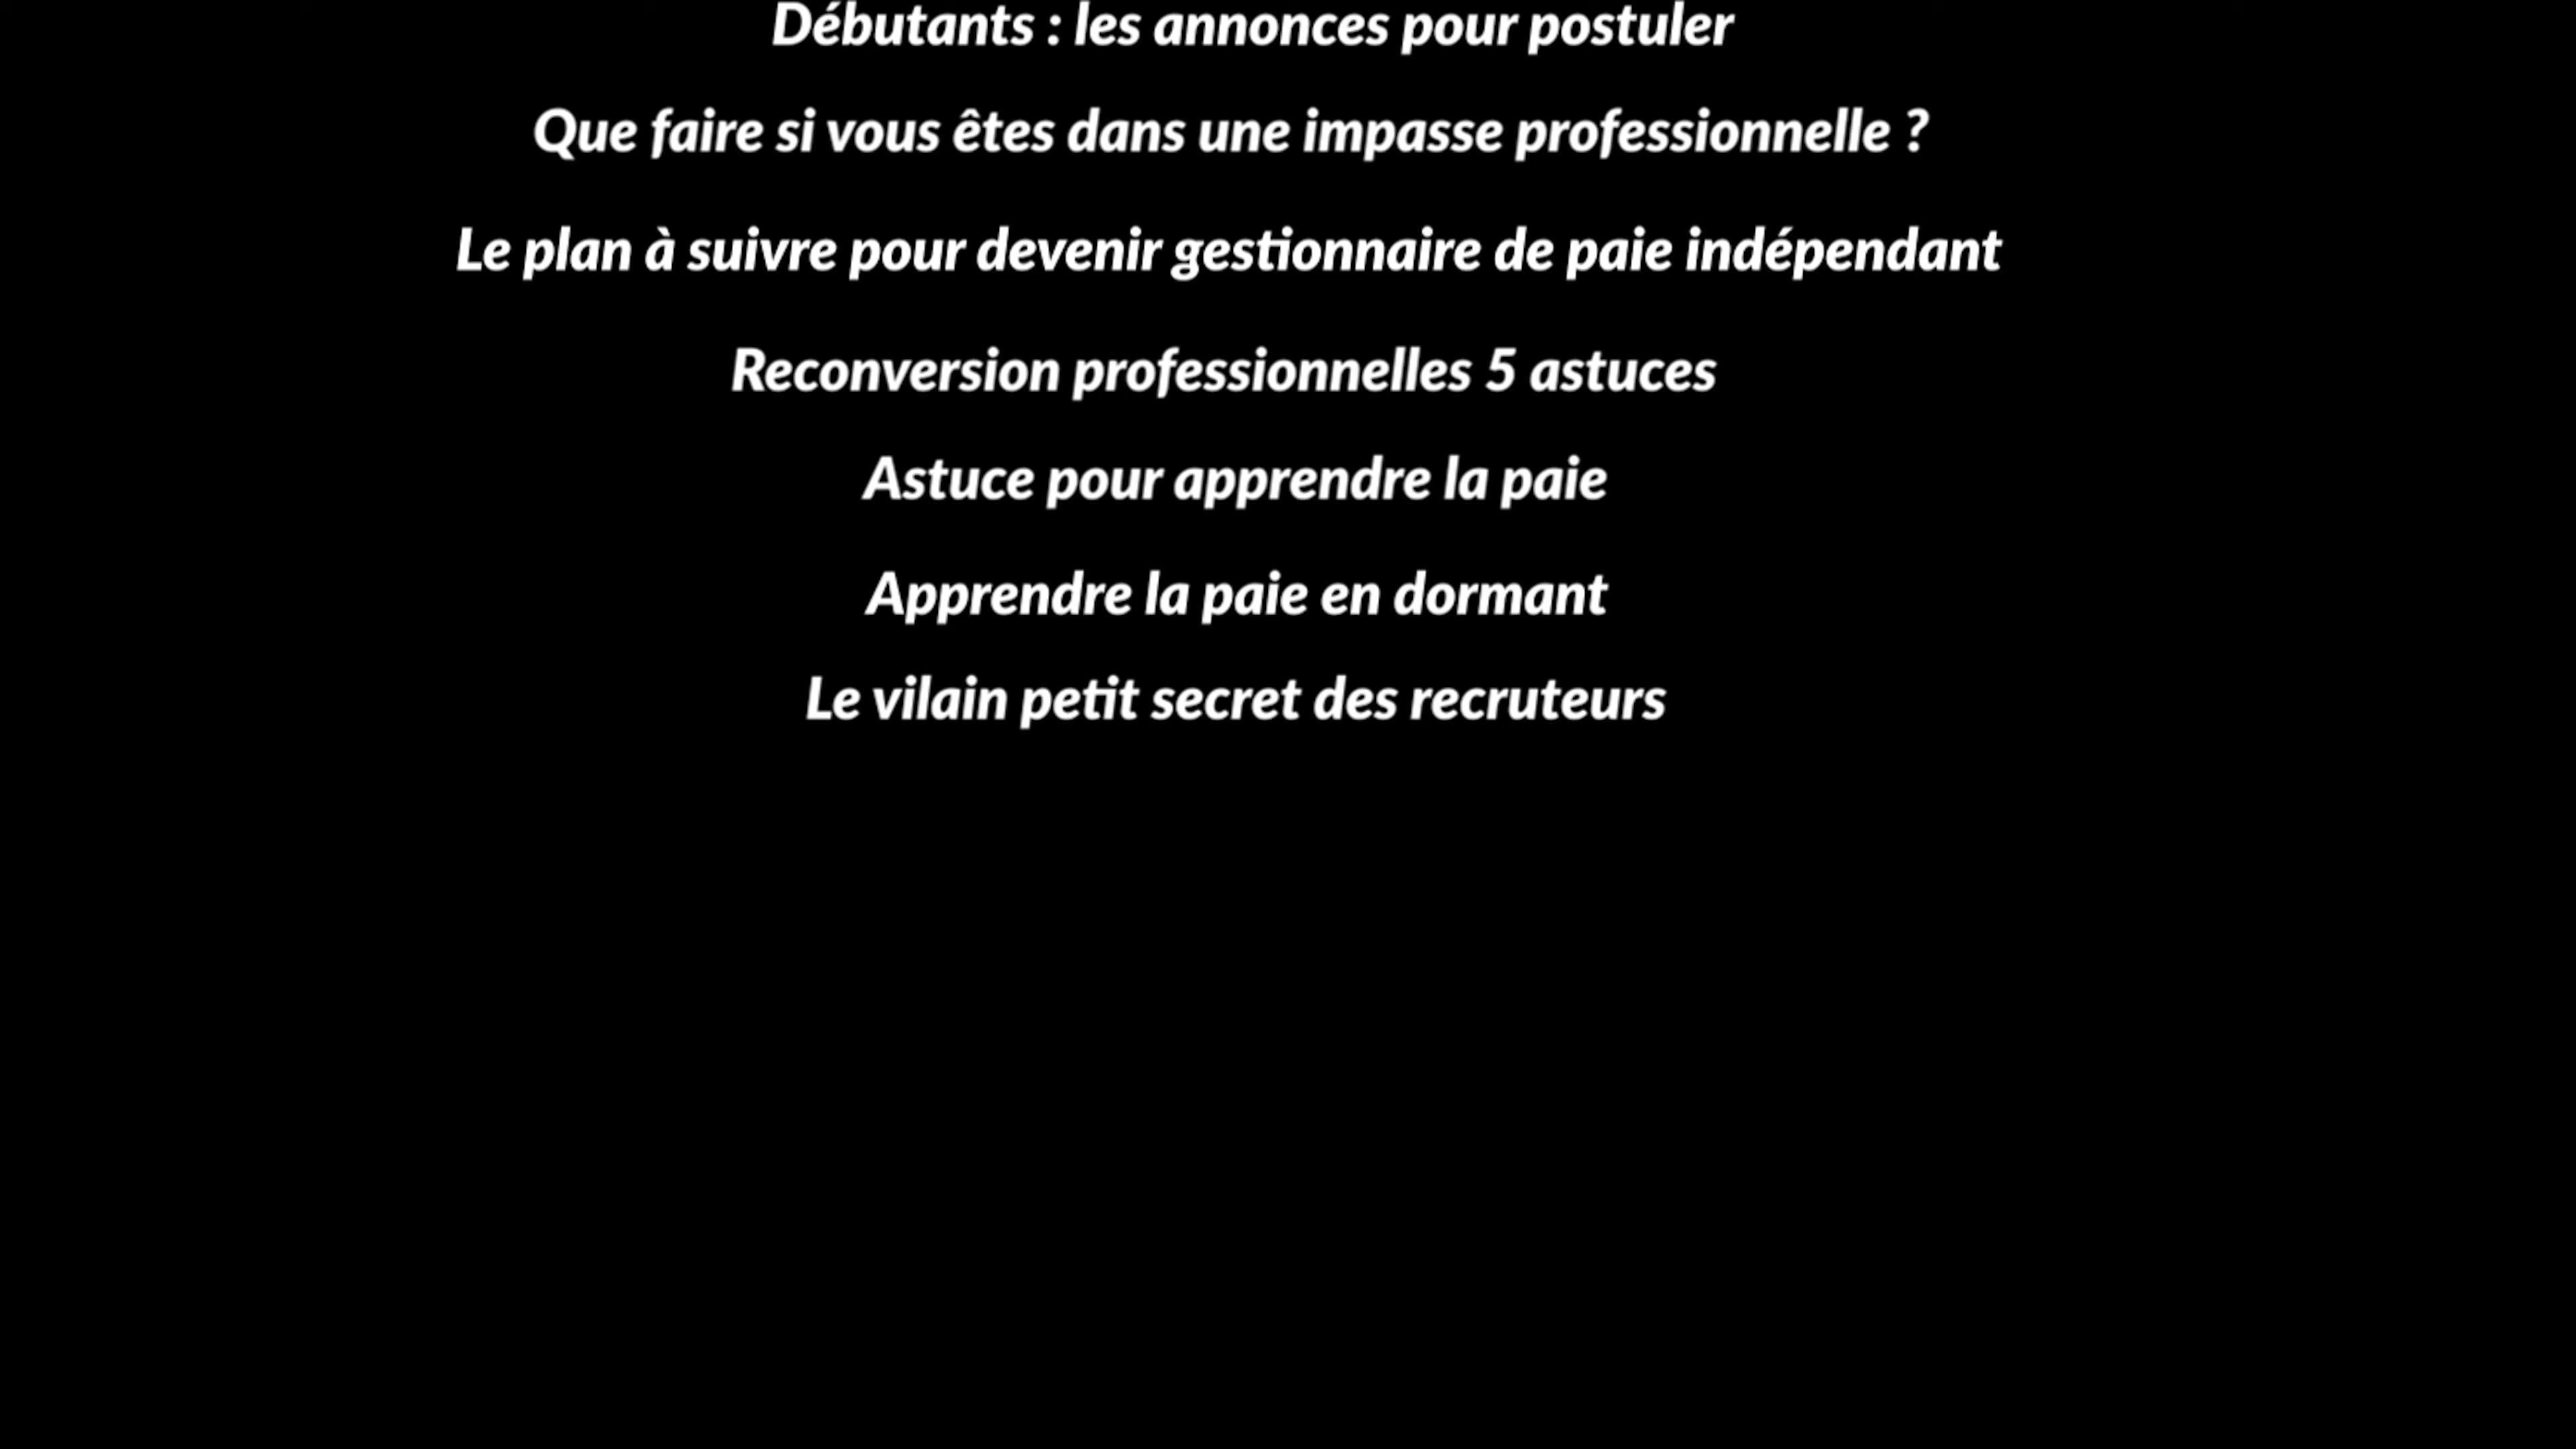 Débutants : les annonces pour postuler
Que faire si vous êtes dans une impasse professionnelle ?
Le plan à suivre pour devenir gestionnaire de paie indépendant
Reconversion professionnelles 5 astuces
Astuce pour apprendre la paie
Apprendre la paie en dormant
Le vilain petit secret des recruteurs